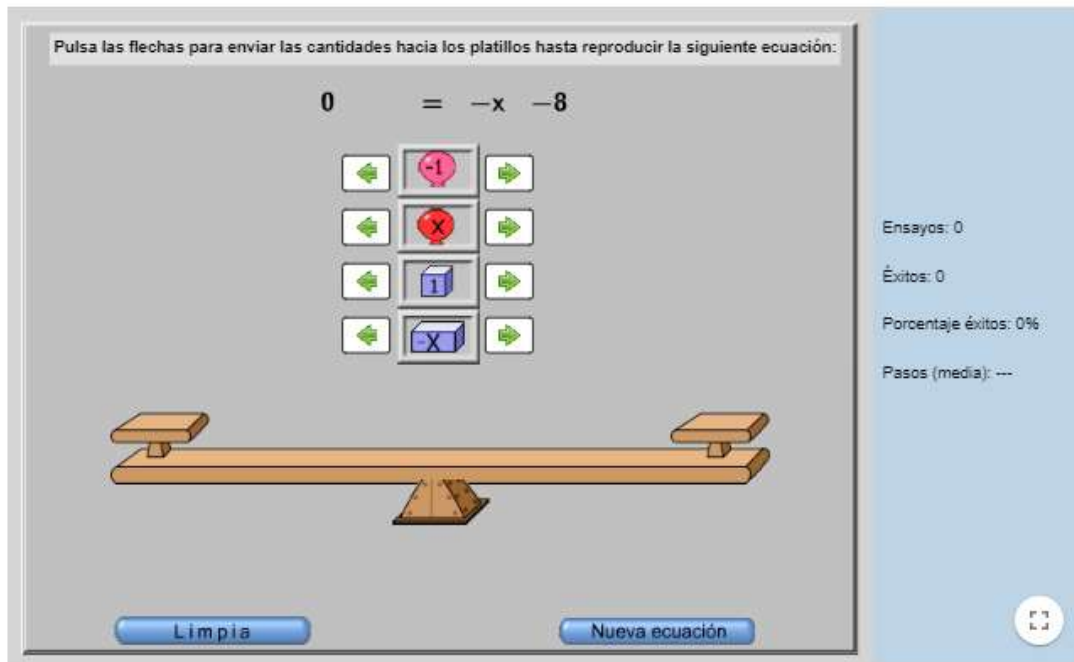 Pulsa las flechas para enviar las cantidades hacia los platillos hasta reproducir la siguiente ecuación:
0 = −x −8
-1
X
1
-X
Ensayos: 0
Éxitos: 0
Porcentaje éxitos: 0%
Pasos (media): ---
Limpia
Nueva ecuación